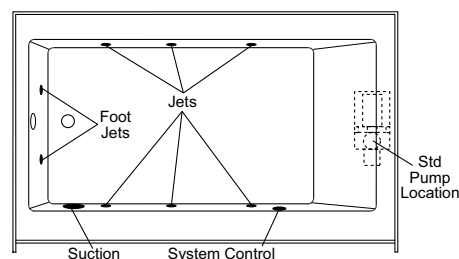 Jets
Foot
Jets
Std
Pump
Location
Suction
System Control